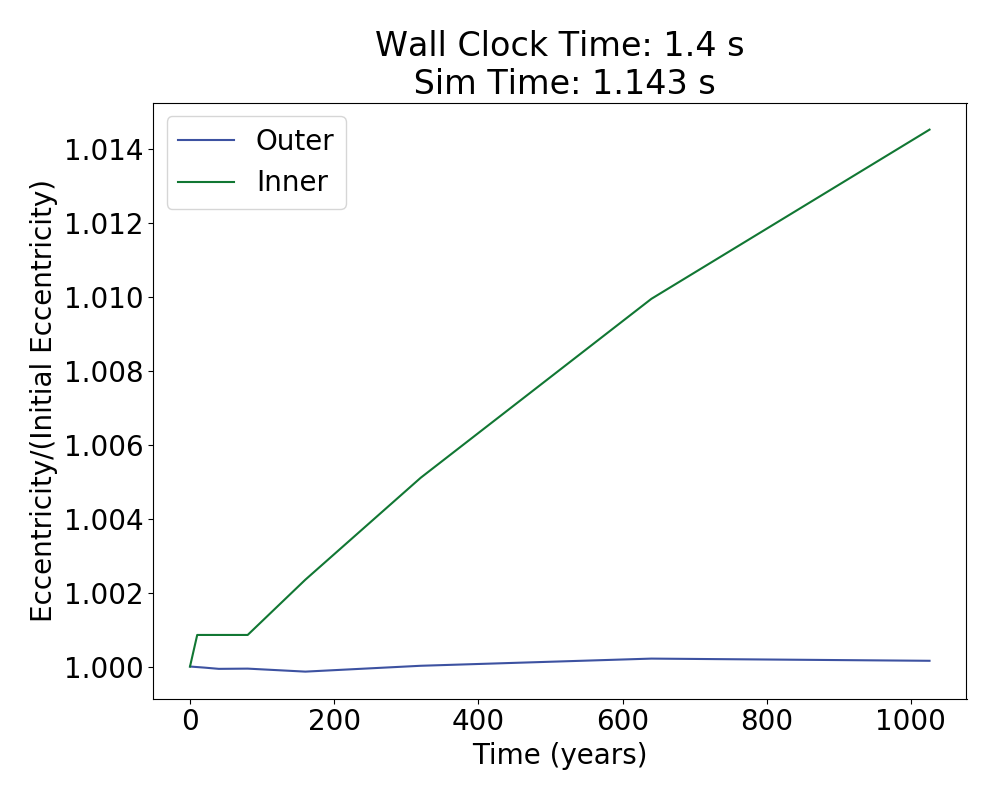 Wall Clock Time: 1.4 s
Sim Time: 1.143 s
Outer
Inner
Eccentricity/(Initial Eccentricity)
1.014
1.012
1.010
1.008
1.006
1.004
1.002
1.000
0 200 400 600 800 1000
Time (years)